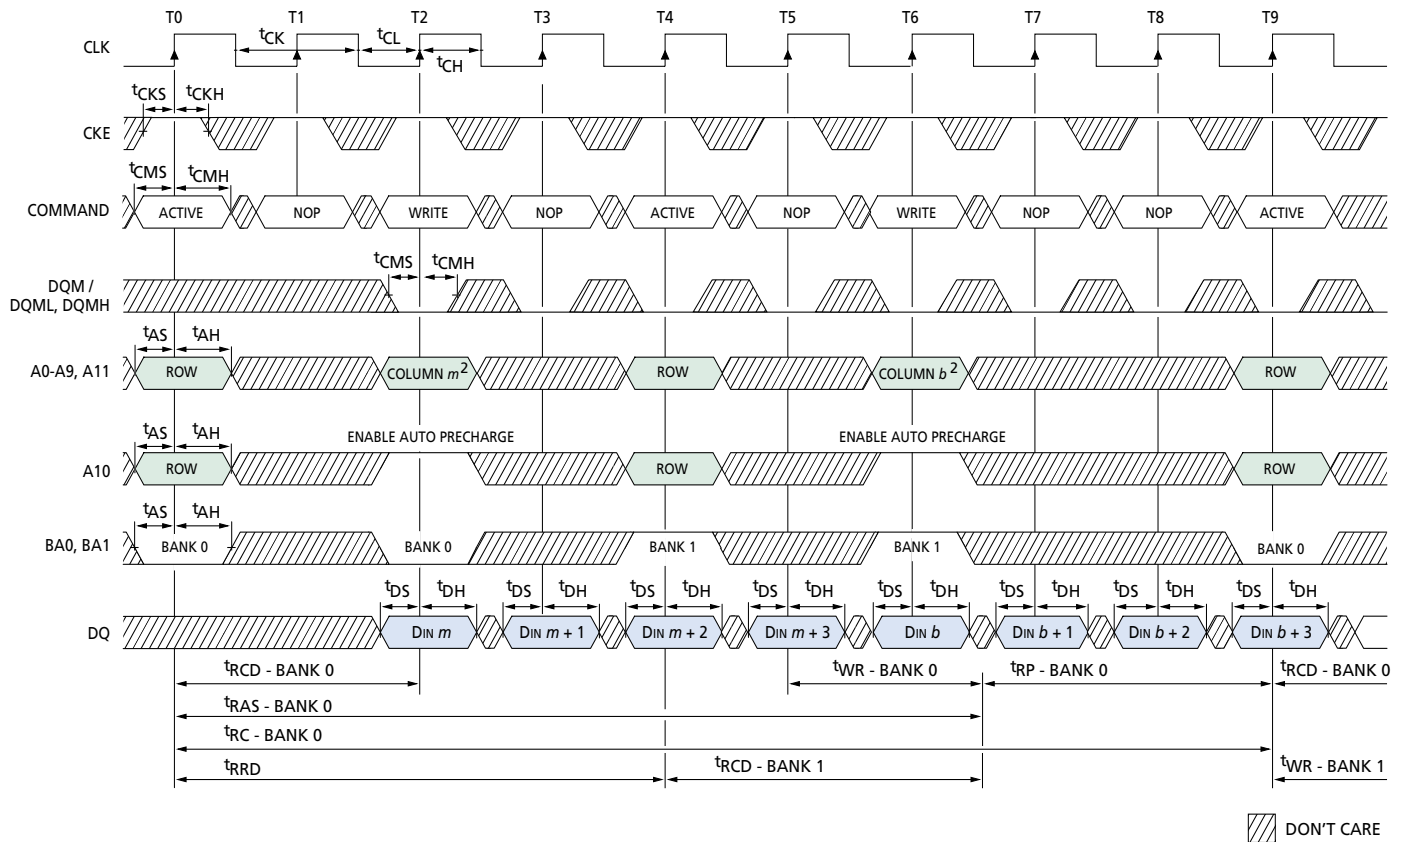 T0 T1 T2 T3 T4 T5 T6 T7 T8 T9
CLK tCK tCL tCH
tCKS tCKH
CKE
tCMS tCMH
COMMAND ACTIVE NOP WRITE NOP ACTIVE NOP WRITE NOP NOP ACTIVE
tCMS tCMH
DQM /
DQML, DQMH
tAS tAH
A0-A9, A11 ROW COLUMN m2 ROW COLUMN b2 ROW
tAS tAH ENABLE AUTO PRECHARGE ENABLE AUTO PRECHARGE
A10 ROW ROW ROW
tAS tAH
BA0, BA1 BANK 0 BANK 0 BANK 1 BANK 1 BANK 0
tDS tDH tDS tDH tDS tDH tDS tDH tDS tDH tDS tDH tDS tDH tDS tDH
DQ DIN m DIN m + 1 DIN m + 2 DIN m + 3 DIN b DIN b + 1 DIN b + 2 DIN b + 3
tRCD - BANK 0 tWR - BANK 0 tRP - BANK 0 tRCD - BANK 0
tRAS - BANK 0
tRC - BANK 0
tRRD tRCD - BANK 1 tWR - BANK 1
DON'T CARE